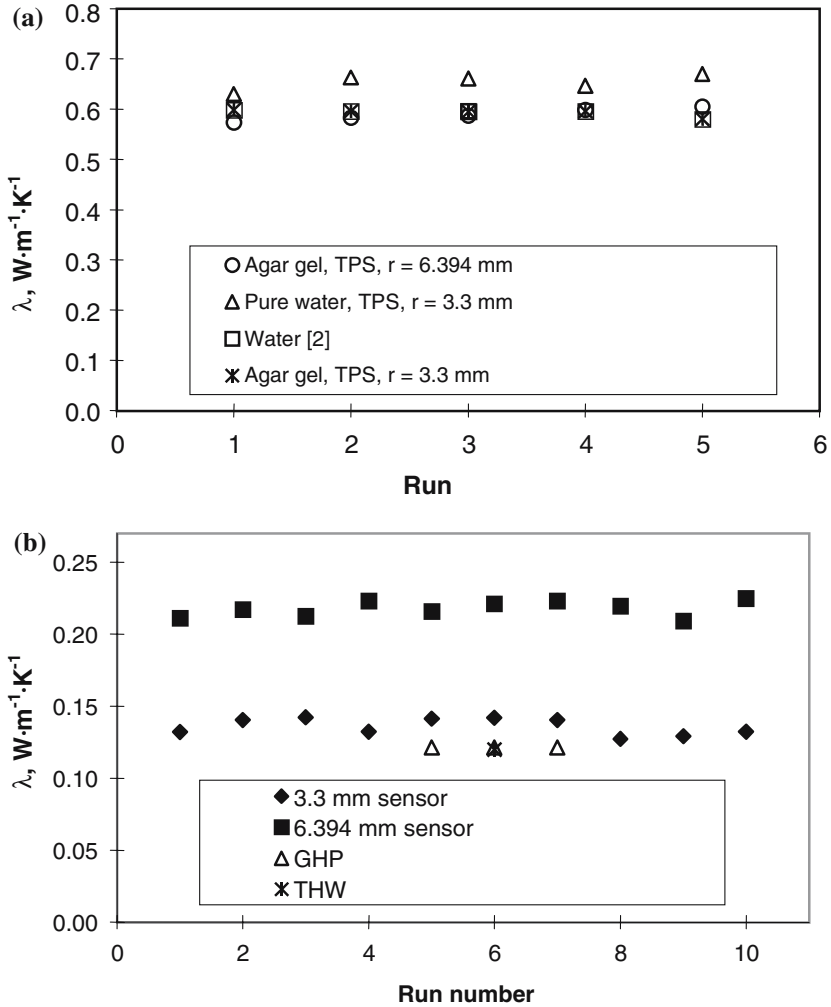 (a)
0.8
0.7
0.6
0.5
0.4
0.3
0.2
0.1
0.0
λ, W·m⁻¹·K⁻¹
Agar gel, TPS, r = 6.394 mm
Pure water, TPS, r = 3.3 mm
Water [2]
Agar gel, TPS, r = 3.3 mm
0 1 2 3 4 5 6
Run
(b)
0.25
0.20
0.15
0.10
0.05
0.00
λ, W·m⁻¹·K⁻¹
3.3 mm sensor
6.394 mm sensor
GHP
THW
0 2 4 6 8 10
Run number